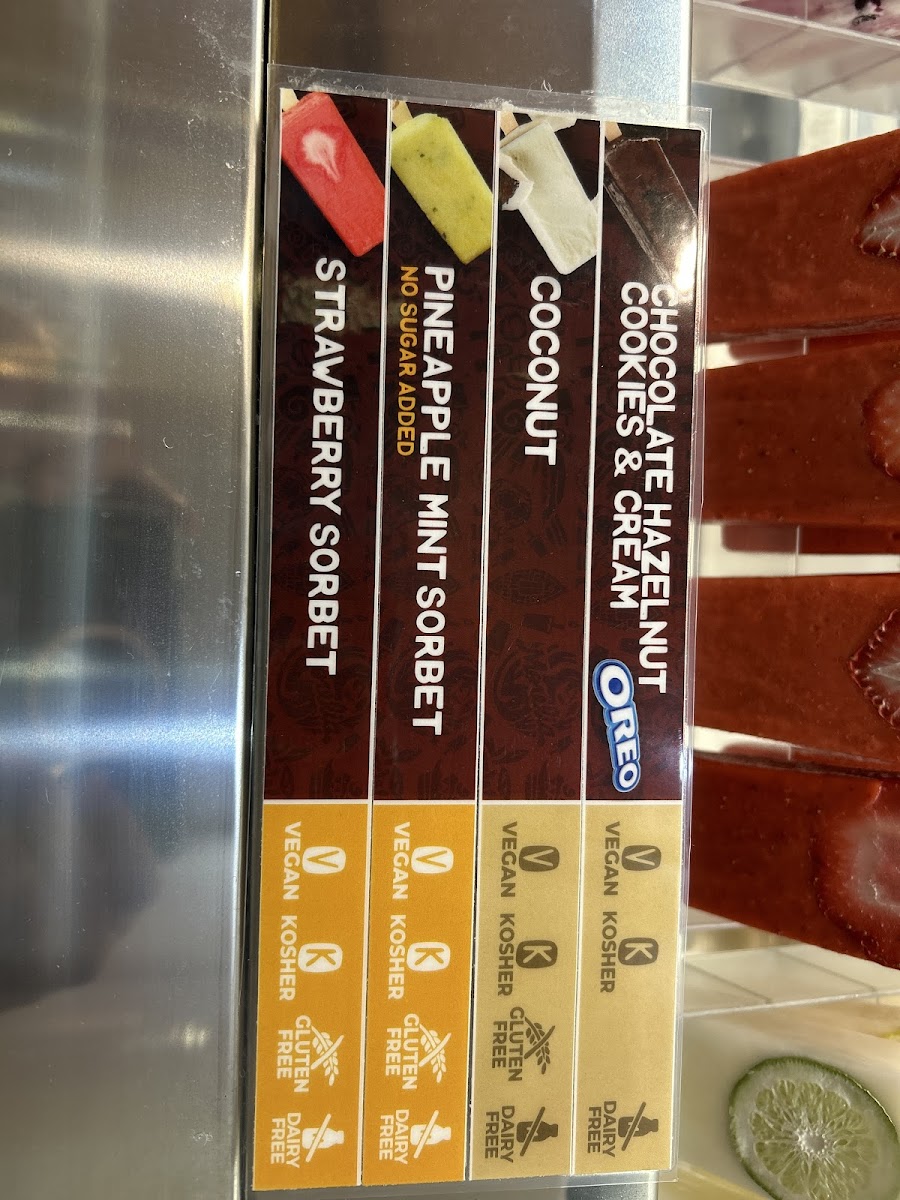 CHOCOLATE HAZELNUT
COOKIES & CREAM
OREO
V K
VEGAN KOSHER DAIRY FREE
COCONUT
V K
VEGAN KOSHER GLUTEN FREE DAIRY FREE
PINEAPPLE MINT SORBET
NO SUGAR ADDED
V K
VEGAN KOSHER GLUTEN FREE DAIRY FREE
STRAWBERRY SORBET
V K
VEGAN KOSHER GLUTEN FREE DAIRY FREE